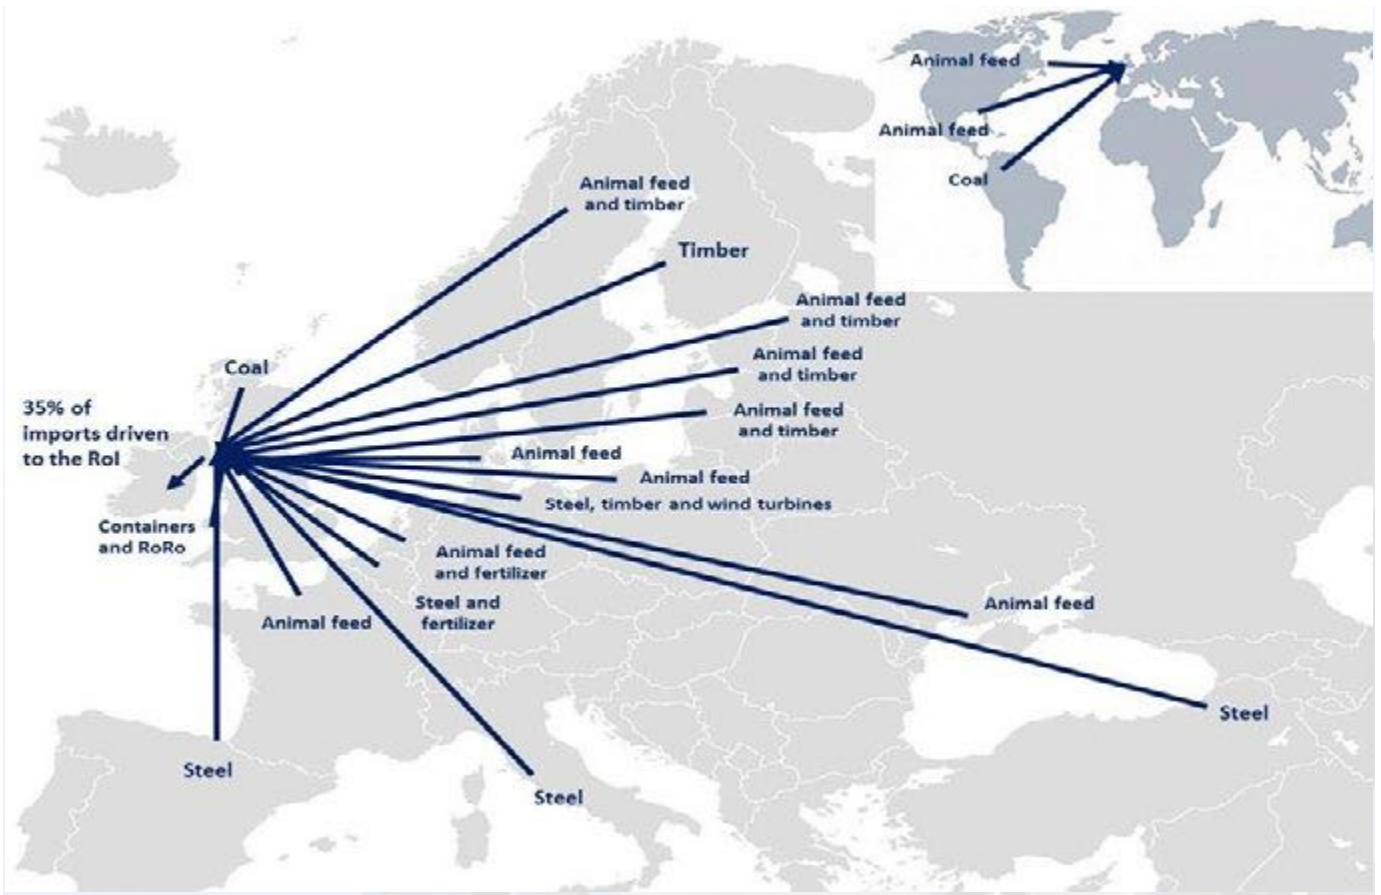 Animal feed
Animal feed
Coal
Animal feed
and timber
Timber
Animal feed
and timber
Coal
Animal feed
and timber
35% of
imports driven
to the RoI
Animal feed
and timber
Animal feed
Animal feed
Steel, timber and wind turbines
Containers
and RoRo
Animal feed
and fertilizer
Steel and
fertilizer
Animal feed
Animal feed
Steel
Steel
Steel